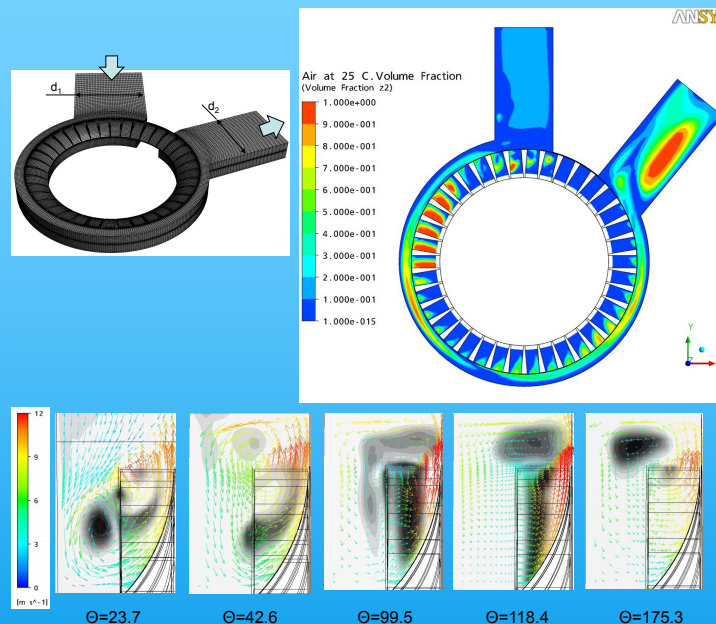 ANSY
d1
d2
Air at 25 C.Volume Fraction
(Volume Fraction z2)
1.000e+000
9.000e-001
8.000e-001
7.000e-001
6.000e-001
5.000e-001
4.000e-001
3.000e-001
2.000e-001
1.000e-001
1.000e-015
Y
Z
12
9
6
3
0
[m s^-1]
Θ=23.7
Θ=42.6
Θ=99.5
Θ=118.4
Θ=175.3